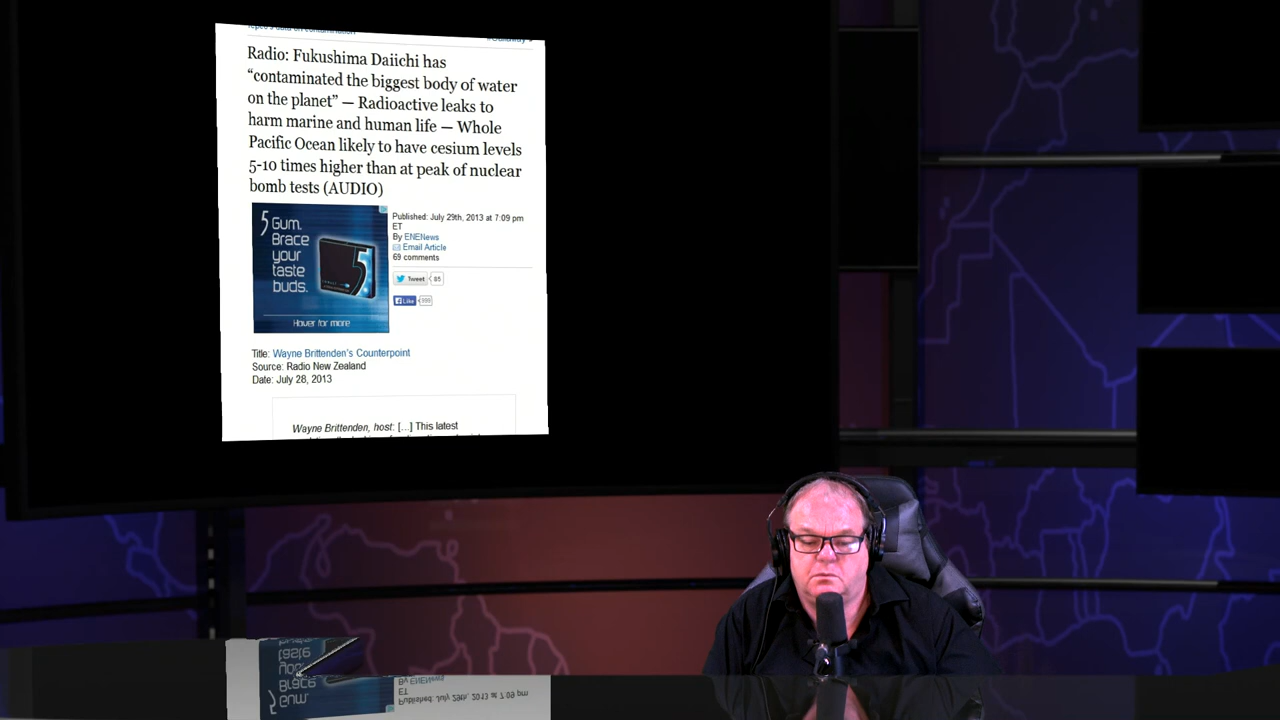 Radio: Fukushima Daiichi has
“contaminated the biggest body of water
on the planet” — Radioactive leaks to
harm marine and human life — Whole
Pacific Ocean likely to have cesium levels
5-10 times higher than at peak of nuclear
bomb tests (AUDIO)
5 Gum.
Brace
your
taste
buds.
Hover for more
Published: July 29th, 2013 at 7:09 pm
ET
By ENENews
Email Article
69 comments
Tweet 85
Like
Title: Wayne Brittenden's Counterpoint
Source: Radio New Zealand
Date: July 28, 2013
Wayne Brittenden, host: [...] This latest